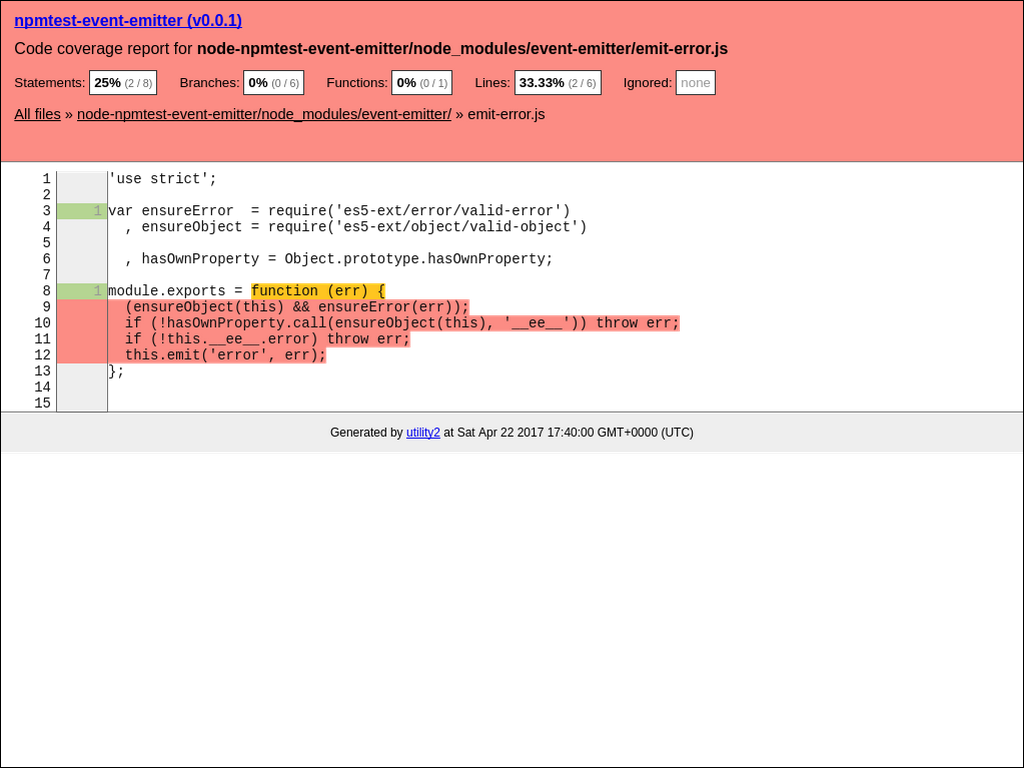 npmtest-event-emitter (v0.0.1)
Code coverage report for node-npmtest-event-emitter/node_modules/event-emitter/emit-error.js
Statements: 25% (2 / 8) Branches: 0% (0 / 6) Functions: 0% (0 / 1) Lines: 33.33% (2 / 6) Ignored: none
All files » node-npmtest-event-emitter/node_modules/event-emitter/ » emit-error.js
1 'use strict';
2
3 1 var ensureError  = require('es5-ext/error/valid-error')
4   , ensureObject = require('es5-ext/object/valid-object')
5
6   , hasOwnProperty = Object.prototype.hasOwnProperty;
7
8 1 module.exports = function (err) {
9   (ensureObject(this) && ensureError(err));
10   if (!hasOwnProperty.call(ensureObject(this), '__ee__')) throw err;
11   if (!this.__ee__.error) throw err;
12   this.emit('error', err);
13 };
14
15
Generated by utility2 at Sat Apr 22 2017 17:40:00 GMT+0000 (UTC)